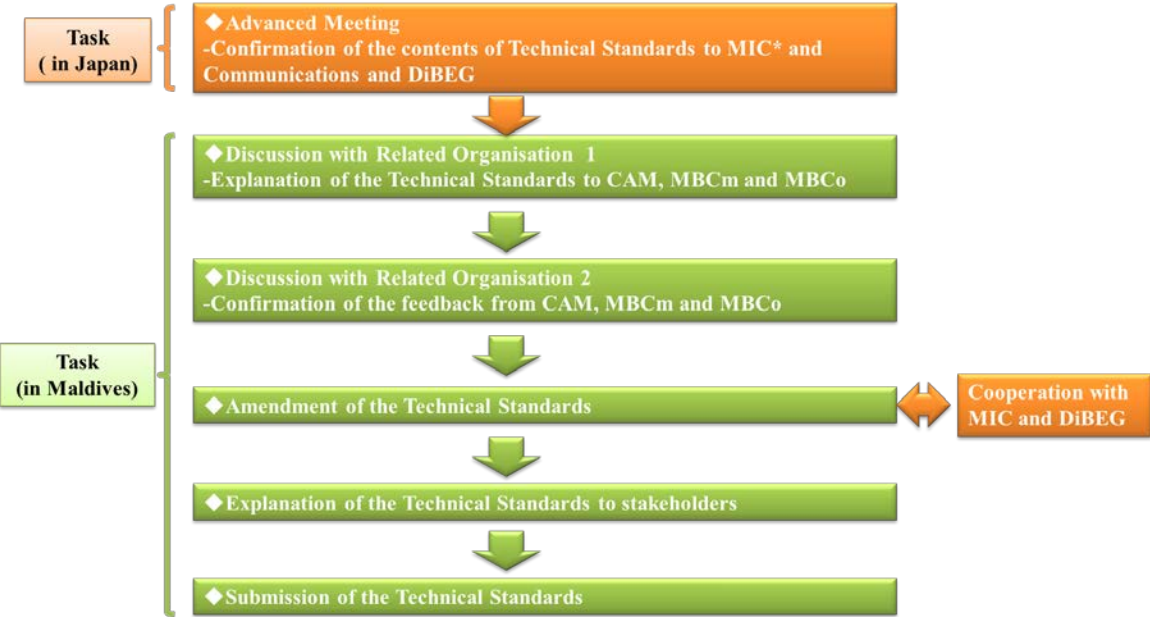 Task
( in Japan)
◆Advanced Meeting
-Confirmation of the contents of Technical Standards to MIC* and
Communications and DiBEG
◆Discussion with Related Organisation 1
-Explanation of the Technical Standards to CAM, MBCm and MBCo
◆Discussion with Related Organisation 2
-Confirmation of the feedback from CAM, MBCm and MBCo
Task
(in Maldives)
◆Amendment of the Technical Standards
Cooperation with
MIC and DiBEG
◆Explanation of the Technical Standards to stakeholders
◆Submission of the Technical Standards